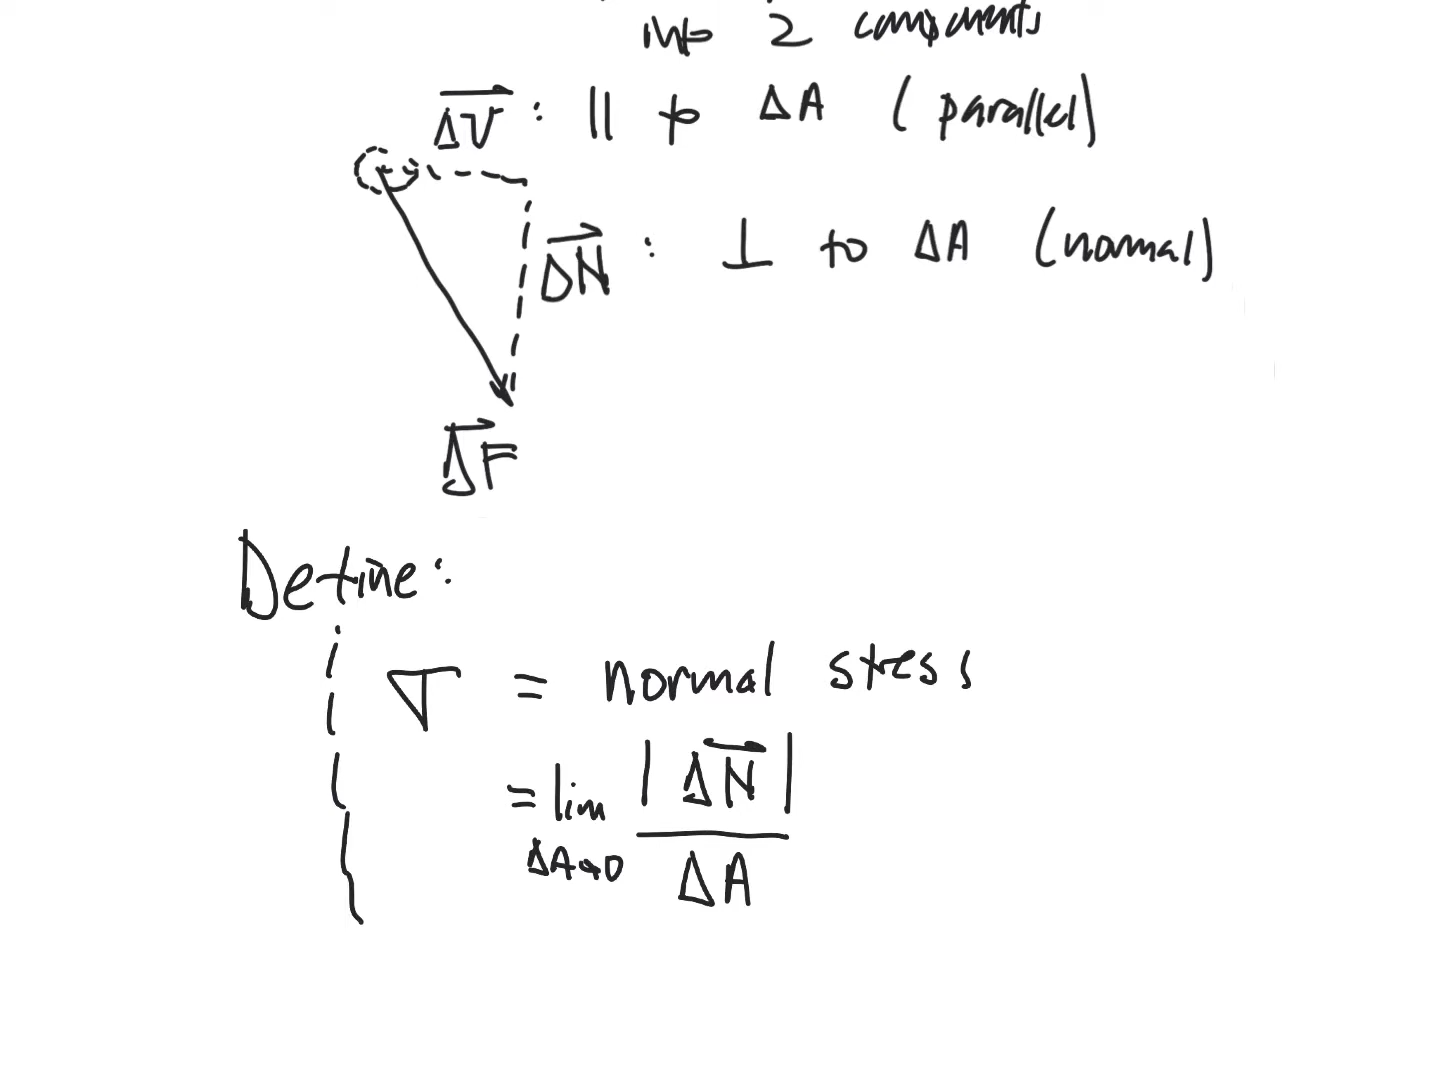 into 2 components
ΔV : || to ΔA (parallel)
ΔN : ⊥ to ΔA (normal)
ΔF
Define:
σ = normal stress
= lim |ΔN|
ΔA→0 ΔA